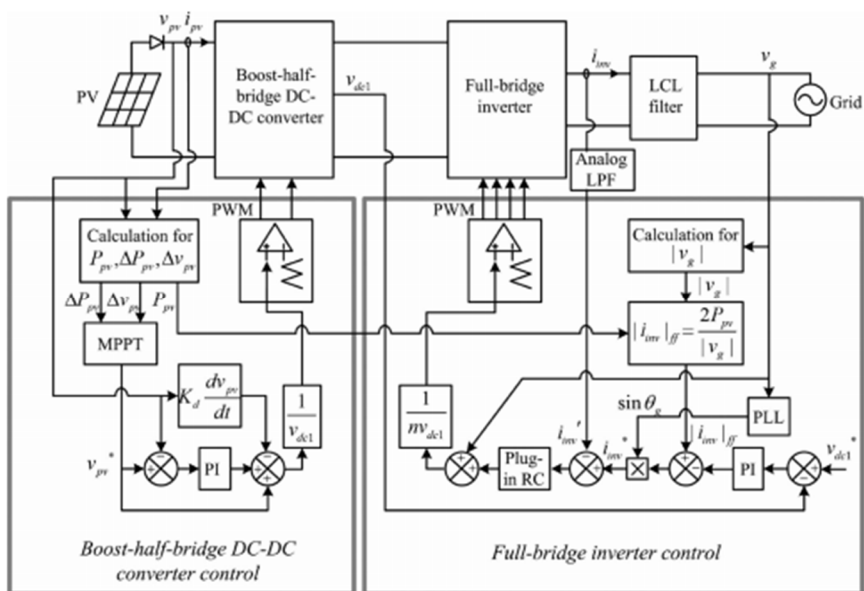 v_pv i_pv
PV
Boost-half-
bridge DC-
DC converter
v_dc1
Full-bridge
inverter
i_inv
LCL
filter
v_g
Grid
Analog
LPF
PWM
PWM
Calculation for
P_pv, ΔP_pv, Δv_pv
ΔP_pv Δv_pv P_pv
MPPT
K_d dv_pv/dt
1/v_dc1
v_pv*
PI
Calculation for
|v_g|
|v_g|
|i_inv|_ff = 2P_pv/|v_g|
1/nv_dc1
sin θ_g
PLL
i_inv'
i_inv*
|i_inv|_ff
v_dc1*
Plug-
in RC
PI
Boost-half-bridge DC-DC
converter control
Full-bridge inverter control